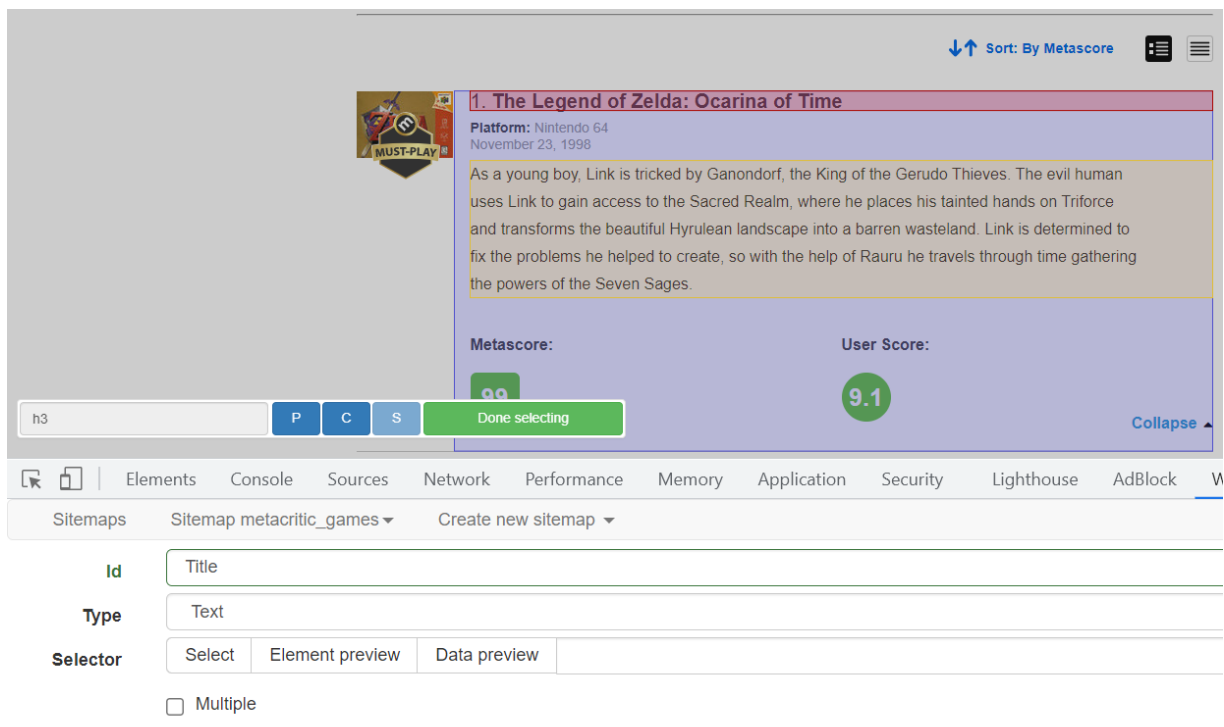 Sort: By Metascore
1. The Legend of Zelda: Ocarina of Time
Platform: Nintendo 64
MUST-PLAY
November 23, 1998
As a young boy, Link is tricked by Ganondorf, the King of the Gerudo Thieves. The evil human
uses Link to gain access to the Sacred Realm, where he places his tainted hands on Triforce
and transforms the beautiful Hyrulean landscape into a barren wasteland. Link is determined to
fix the problems he helped to create, so with the help of Rauru he travels through time gathering
the powers of the Seven Sages.
Metascore: User Score:
99 9.1
h3 P C S Done selecting
Collapse
Elements Console Sources Network Performance Memory Application Security Lighthouse AdBlock W
Sitemaps Sitemap metacritic_games Create new sitemap
Id Title
Type Text
Selector Select Element preview Data preview
Multiple